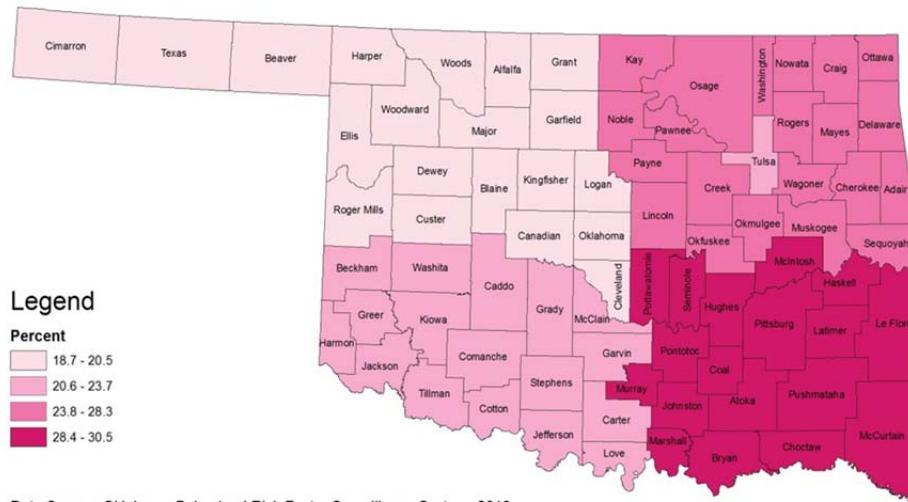 Cimarron
Texas
Beaver
Harper
Woods
Alfalfa
Grant
Kay
Osage
Washington
Nowata
Craig
Ottawa
Woodward
Ellis
Major
Garfield
Noble
Pawnee
Rogers
Mayes
Delaware
Dewey
Blaine
Kingfisher
Logan
Payne
Tulsa
Creek
Wagoner
Cherokee
Adair
Roger Mills
Custer
Canadian
Oklahoma
Lincoln
Okmulgee
Muskogee
Okfuskee
Sequoyah
Beckham
Washita
Caddo
Cleveland
Pottawatomie
Seminole
McIntosh
Haskell
Legend
Percent
18.7 - 20.5
20.6 - 23.7
23.8 - 28.3
28.4 - 30.5
Greer
Kiowa
Grady
McClain
Hughes
Pittsburg
Latimer
Le Flor
Harmon
Jackson
Comanche
Garvin
Pontotoc
Coal
Tillman
Stephens
Murray
Johnston
Atoka
Pushmataha
Cotton
Carter
Jefferson
Love
Marshall
Bryan
Choctaw
McCurtain